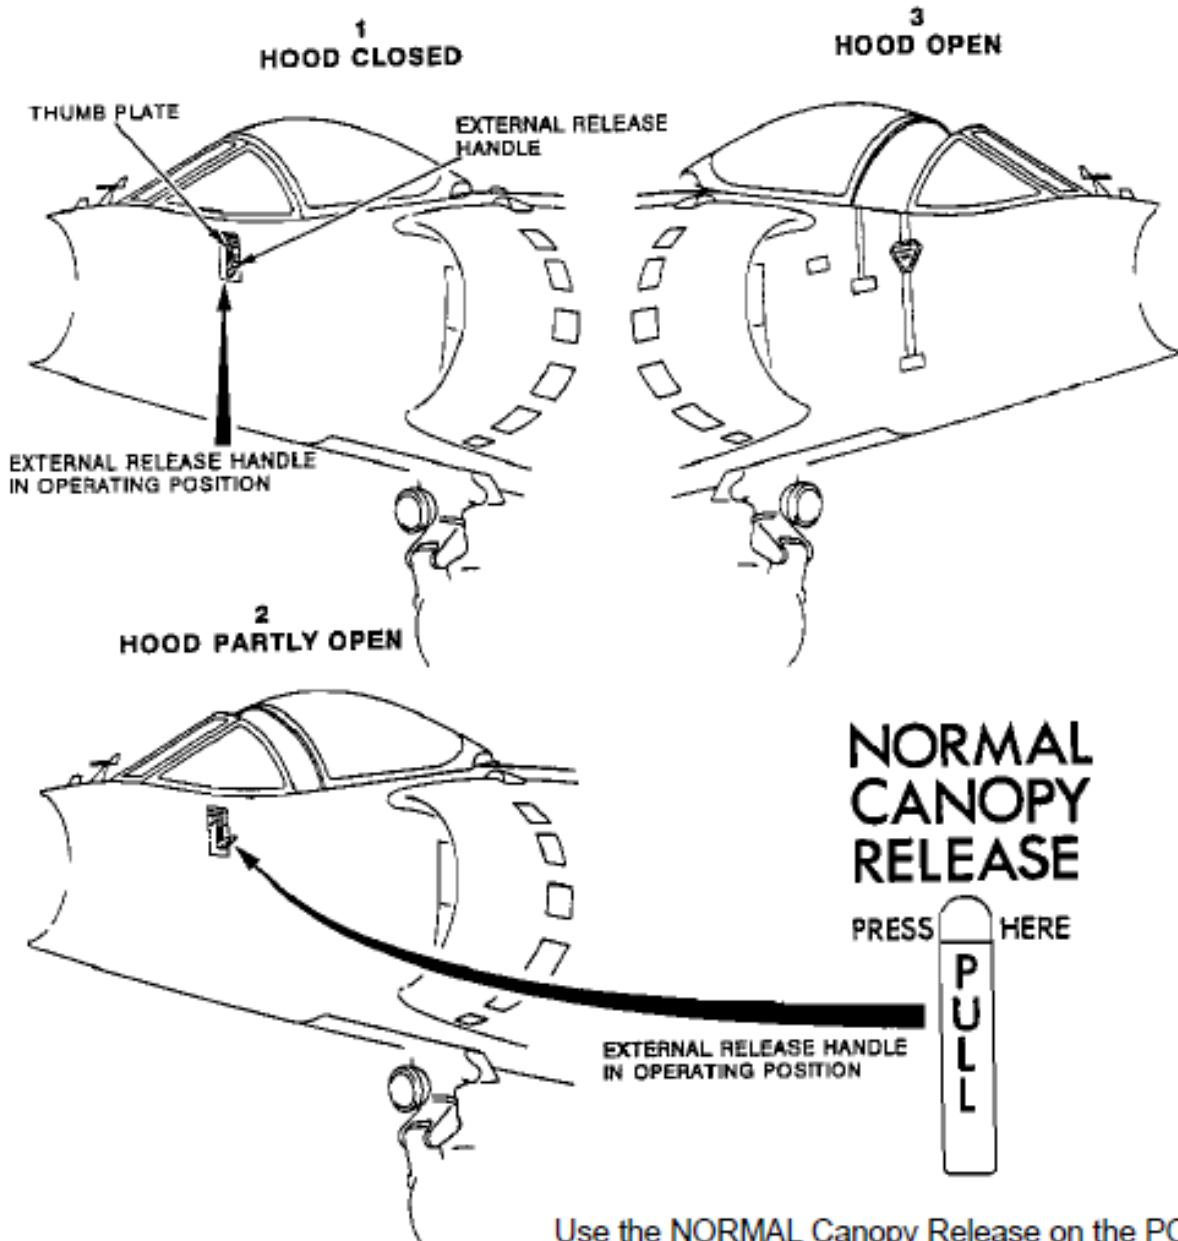 1
HOOD CLOSED
3
HOOD OPEN
THUMB PLATE
EXTERNAL RELEASE
HANDLE
EXTERNAL RELEASE HANDLE
IN OPERATING POSITION
2
HOOD PARTLY OPEN
NORMAL
CANOPY
RELEASE
PRESS HERE
PULL
EXTERNAL RELEASE HANDLE
IN OPERATING POSITION
Use the NORMAL Canopy Release on the